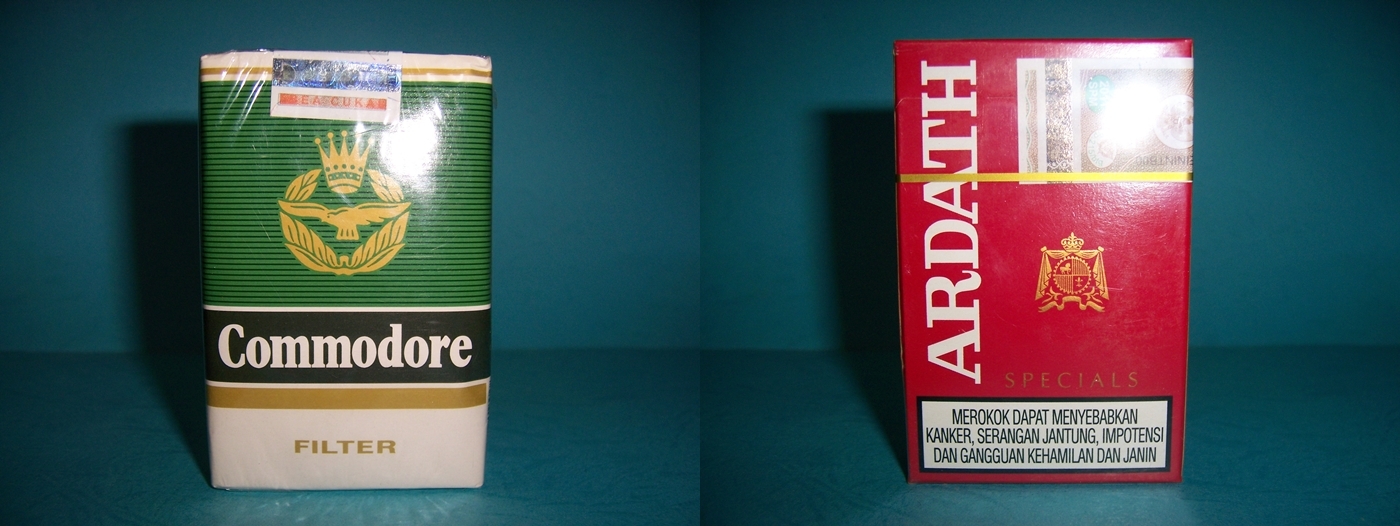 BEA CUKAI
Commodore
FILTER
ARDATH
SPECIALS
MEROKOK DAPAT MENYEBABKAN
KANKER, SERANGAN JANTUNG, IMPOTENSI
DAN GANGGUAN KEHAMILAN DAN JANIN